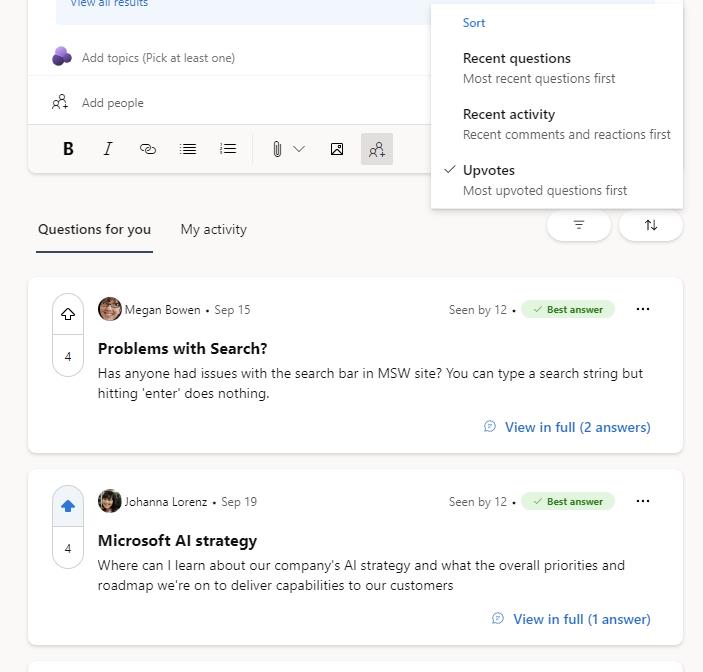 View all results
Add topics (Pick at least one)
Add people
B I
Sort
Recent questions
Most recent questions first
Recent activity
Recent comments and reactions first
Upvotes
Most upvoted questions first
Questions for you My activity
Megan Bowen • Sep 15 Seen by 12 • Best answer
4
Problems with Search?
Has anyone had issues with the search bar in MSW site? You can type a search string but
hitting 'enter' does nothing.
View in full (2 answers)
Johanna Lorenz • Sep 19 Seen by 12 • Best answer
4
Microsoft AI strategy
Where can I learn about our company's AI strategy and what the overall priorities and
roadmap we're on to deliver capabilities to our customers
View in full (1 answer)